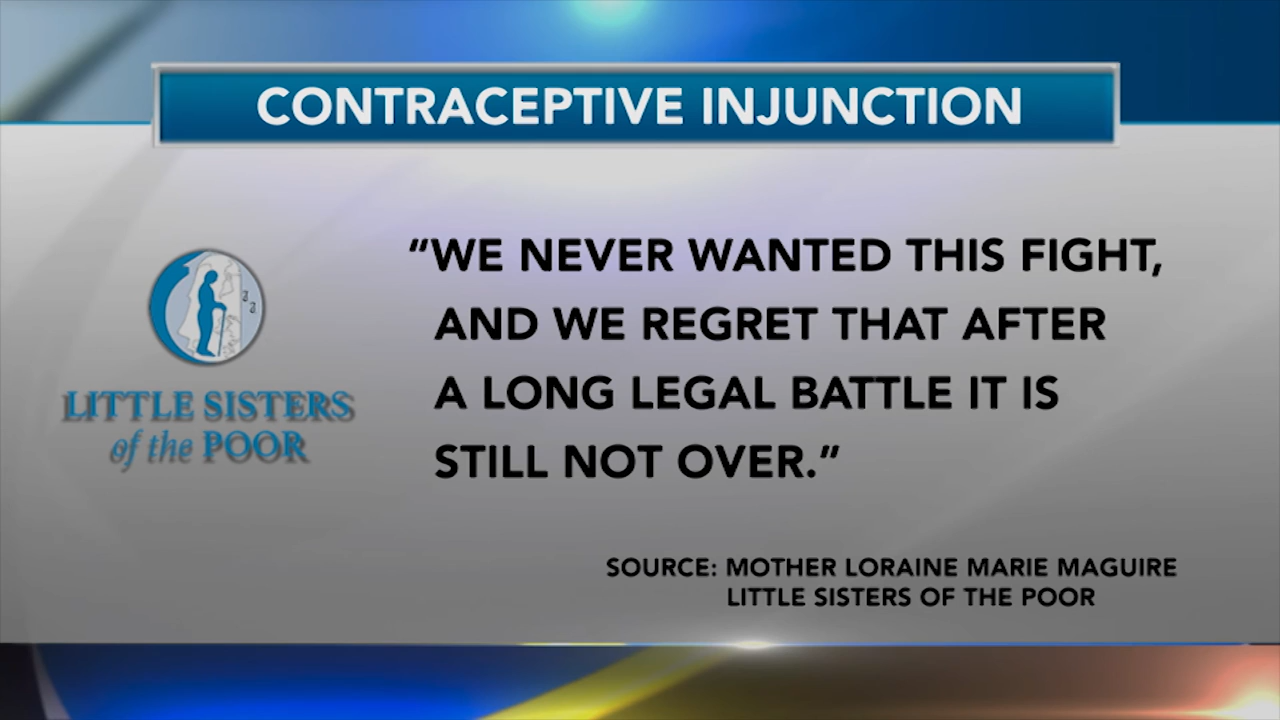 CONTRACEPTIVE INJUNCTION
“WE NEVER WANTED THIS FIGHT,
AND WE REGRET THAT AFTER
A LONG LEGAL BATTLE IT IS
STILL NOT OVER.”
LITTLE SISTERS
of the POOR
SOURCE: MOTHER LORAINE MARIE MAGUIRE
LITTLE SISTERS OF THE POOR